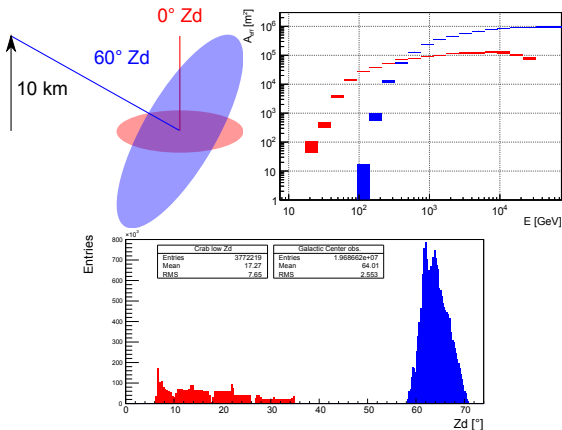 0° Zd
60° Zd
10 km
A_eff [m²]
10⁶
10⁵
10⁴
10³
10²
10
1
10 10² 10³ 10⁴
E [GeV]
×10³
Entries
800
700
600
500
400
300
200
100
0
Crab low Zd
Entries 3772219
Mean 17.27
RMS 7.65
Galactic Center obs.
Entries 1.968662e+07
Mean 64.01
RMS 2.553
0 10 20 30 40 50 60 70
Zd [°]